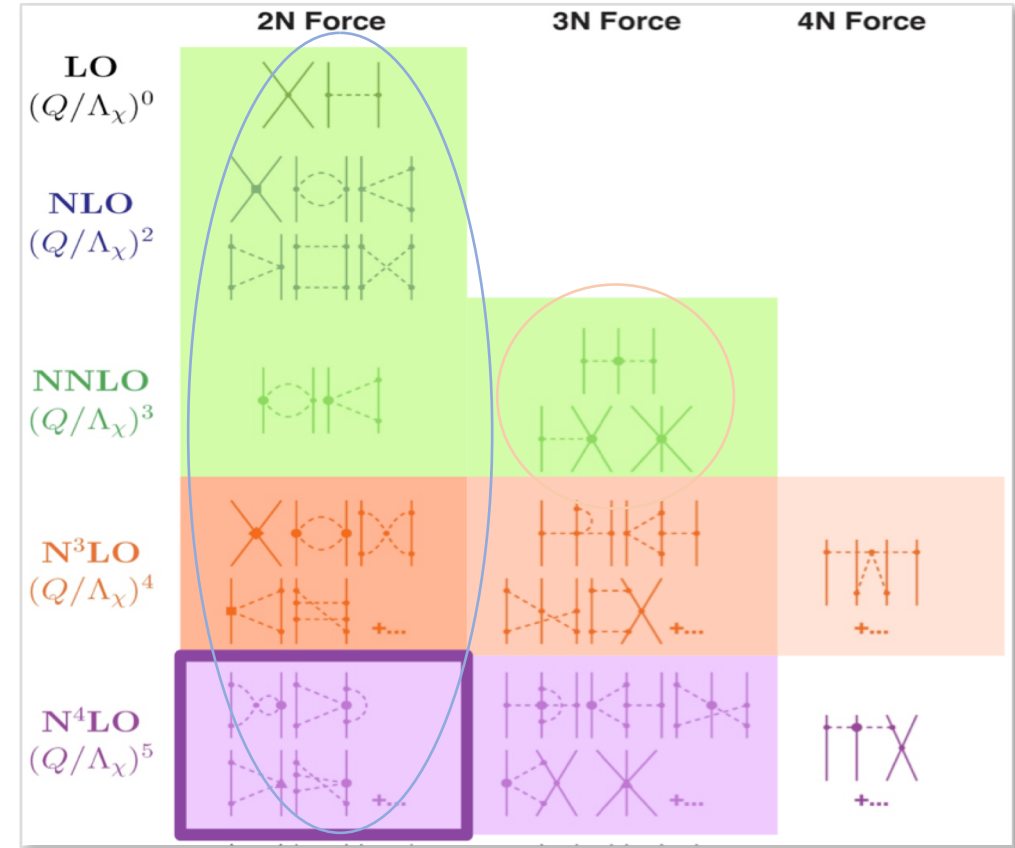 2N Force 3N Force 4N Force
LO
(Q/Λχ)⁰
NLO
(Q/Λχ)²
NNLO
(Q/Λχ)³
N³LO
(Q/Λχ)⁴
+... +... +...
N⁴LO
(Q/Λχ)⁵
+... +... +...